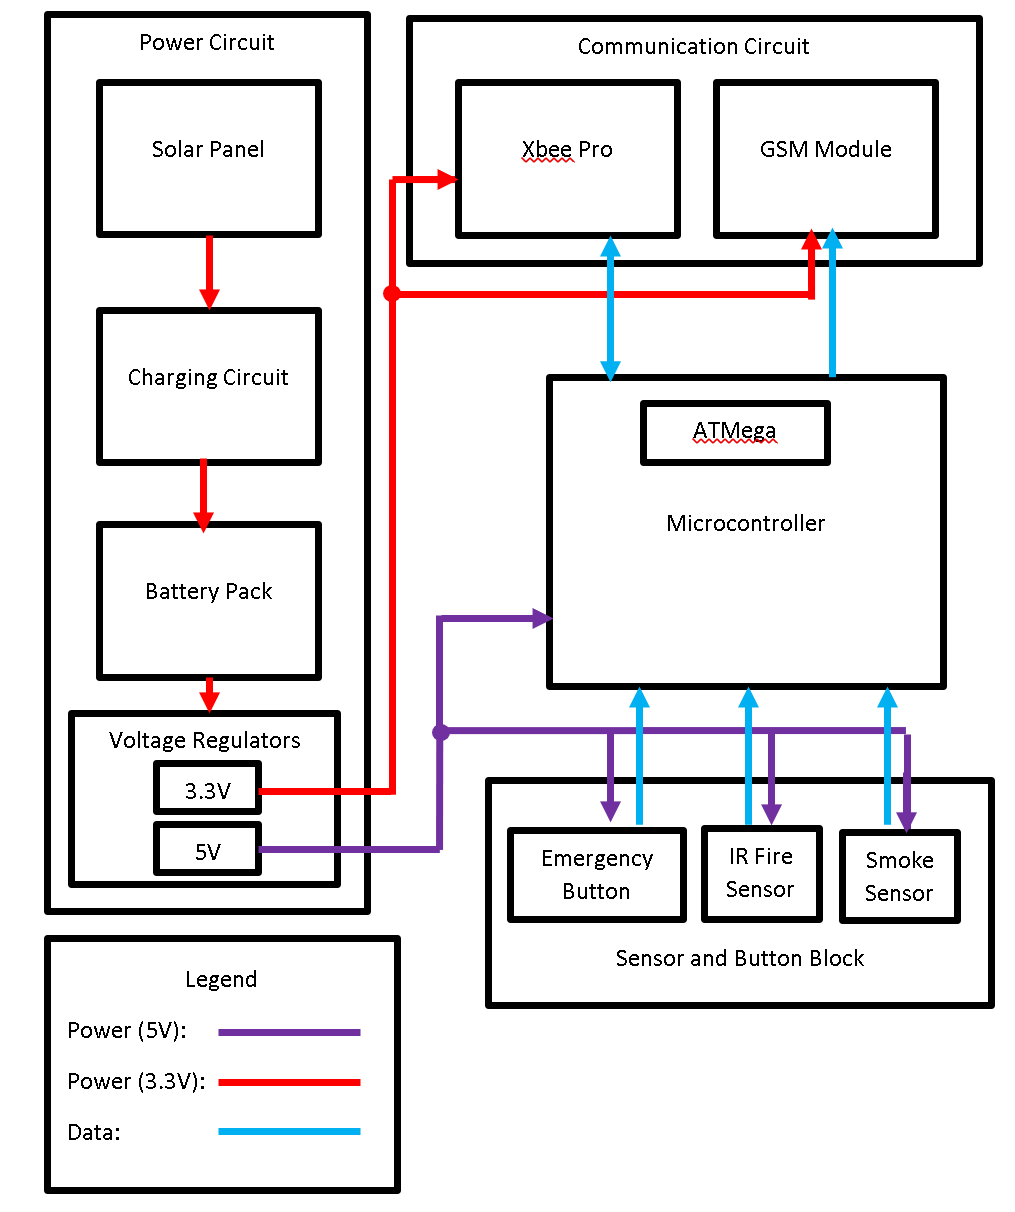 Power Circuit
Solar Panel
Charging Circuit
Battery Pack
Voltage Regulators
3.3V
5V
Communication Circuit
Xbee Pro
GSM Module
ATMega
Microcontroller
Emergency
Button
IR Fire
Sensor
Smoke
Sensor
Sensor and Button Block
Legend
Power (5V):
Power (3.3V):
Data: